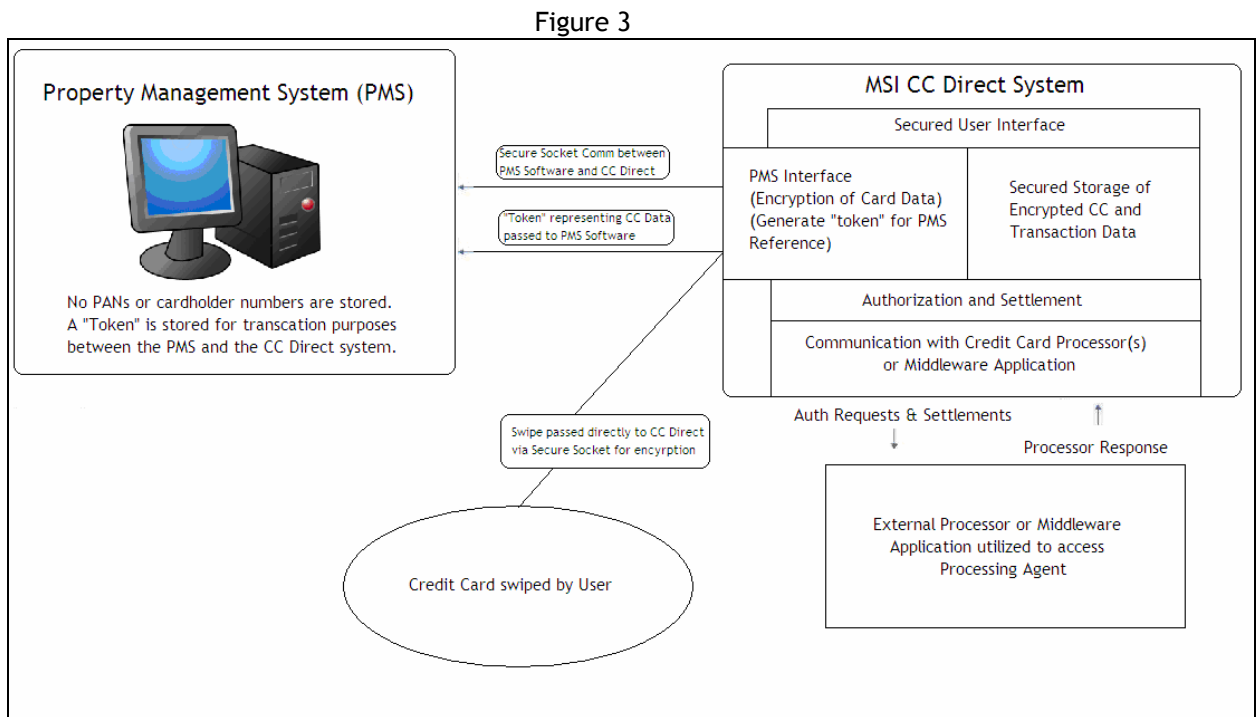 Figure 3
Property Management System (PMS)
No PANs or cardholder numbers are stored.
A "Token" is stored for transcation purposes
between the PMS and the CC Direct system.
Secure Socket Comm between
PMS Software and CC Direct
"Token" representing CC Data
passed to PMS Software
MSI CC Direct System
Secured User Interface
PMS Interface
(Encryption of Card Data)
(Generate "token" for PMS
Reference)
Secured Storage of
Encrypted CC and
Transaction Data
Authorization and Settlement
Communication with Credit Card Processor(s)
or Middleware Application
Auth Requests & Settlements
Processor Response
Swipe passed directly to CC Direct
via Secure Socket for encyrption
External Processor or Middleware
Application utilized to access
Processing Agent
Credit Card swiped by User